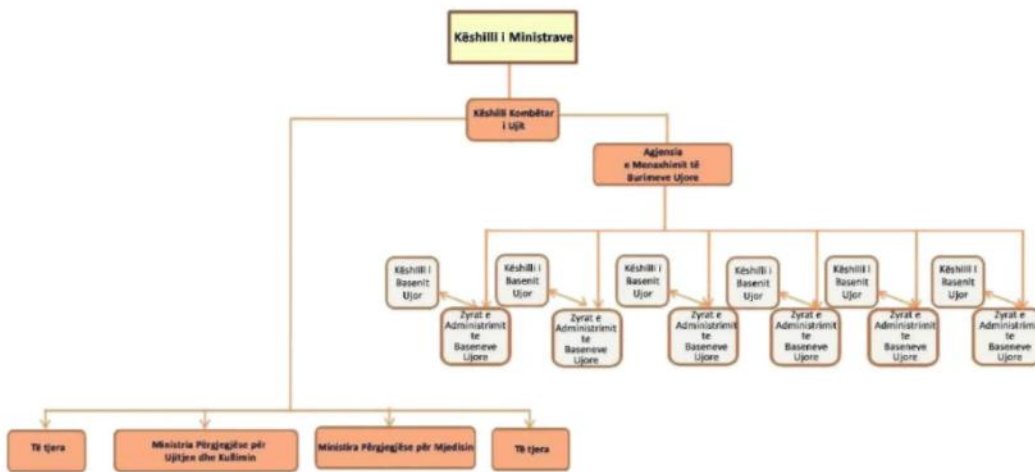 Këshilli i Ministrave
Këshilli Kombëtar
i Ujit
Agjensia
e Menaxhimit të
Burimeve Ujore
Këshilli i
Basenit
Ujor
Këshilli i
Basenit
Ujor
Këshilli i
Basenit
Ujor
Këshilli i
Basenit
Ujor
Këshilli i
Basenit
Ujor
Këshilli i
Basenit
Ujor
Zyrat e
Administrimit
te
Baseneve
Ujore
Zyrat e
Administrimit
te
Baseneve
Ujore
Zyrat e
Administrimit
te
Baseneve
Ujore
Zyrat e
Administrimit
te
Baseneve
Ujore
Zyrat e
Administrimit
te
Baseneve
Ujore
Zyrat e
Administrimit
te
Baseneve
Ujore
Të tjera
Ministria Përgjegjëse për
Ujitjen dhe Kullimin
Ministira Përgjegjëse për Mjedisin
Të tjera